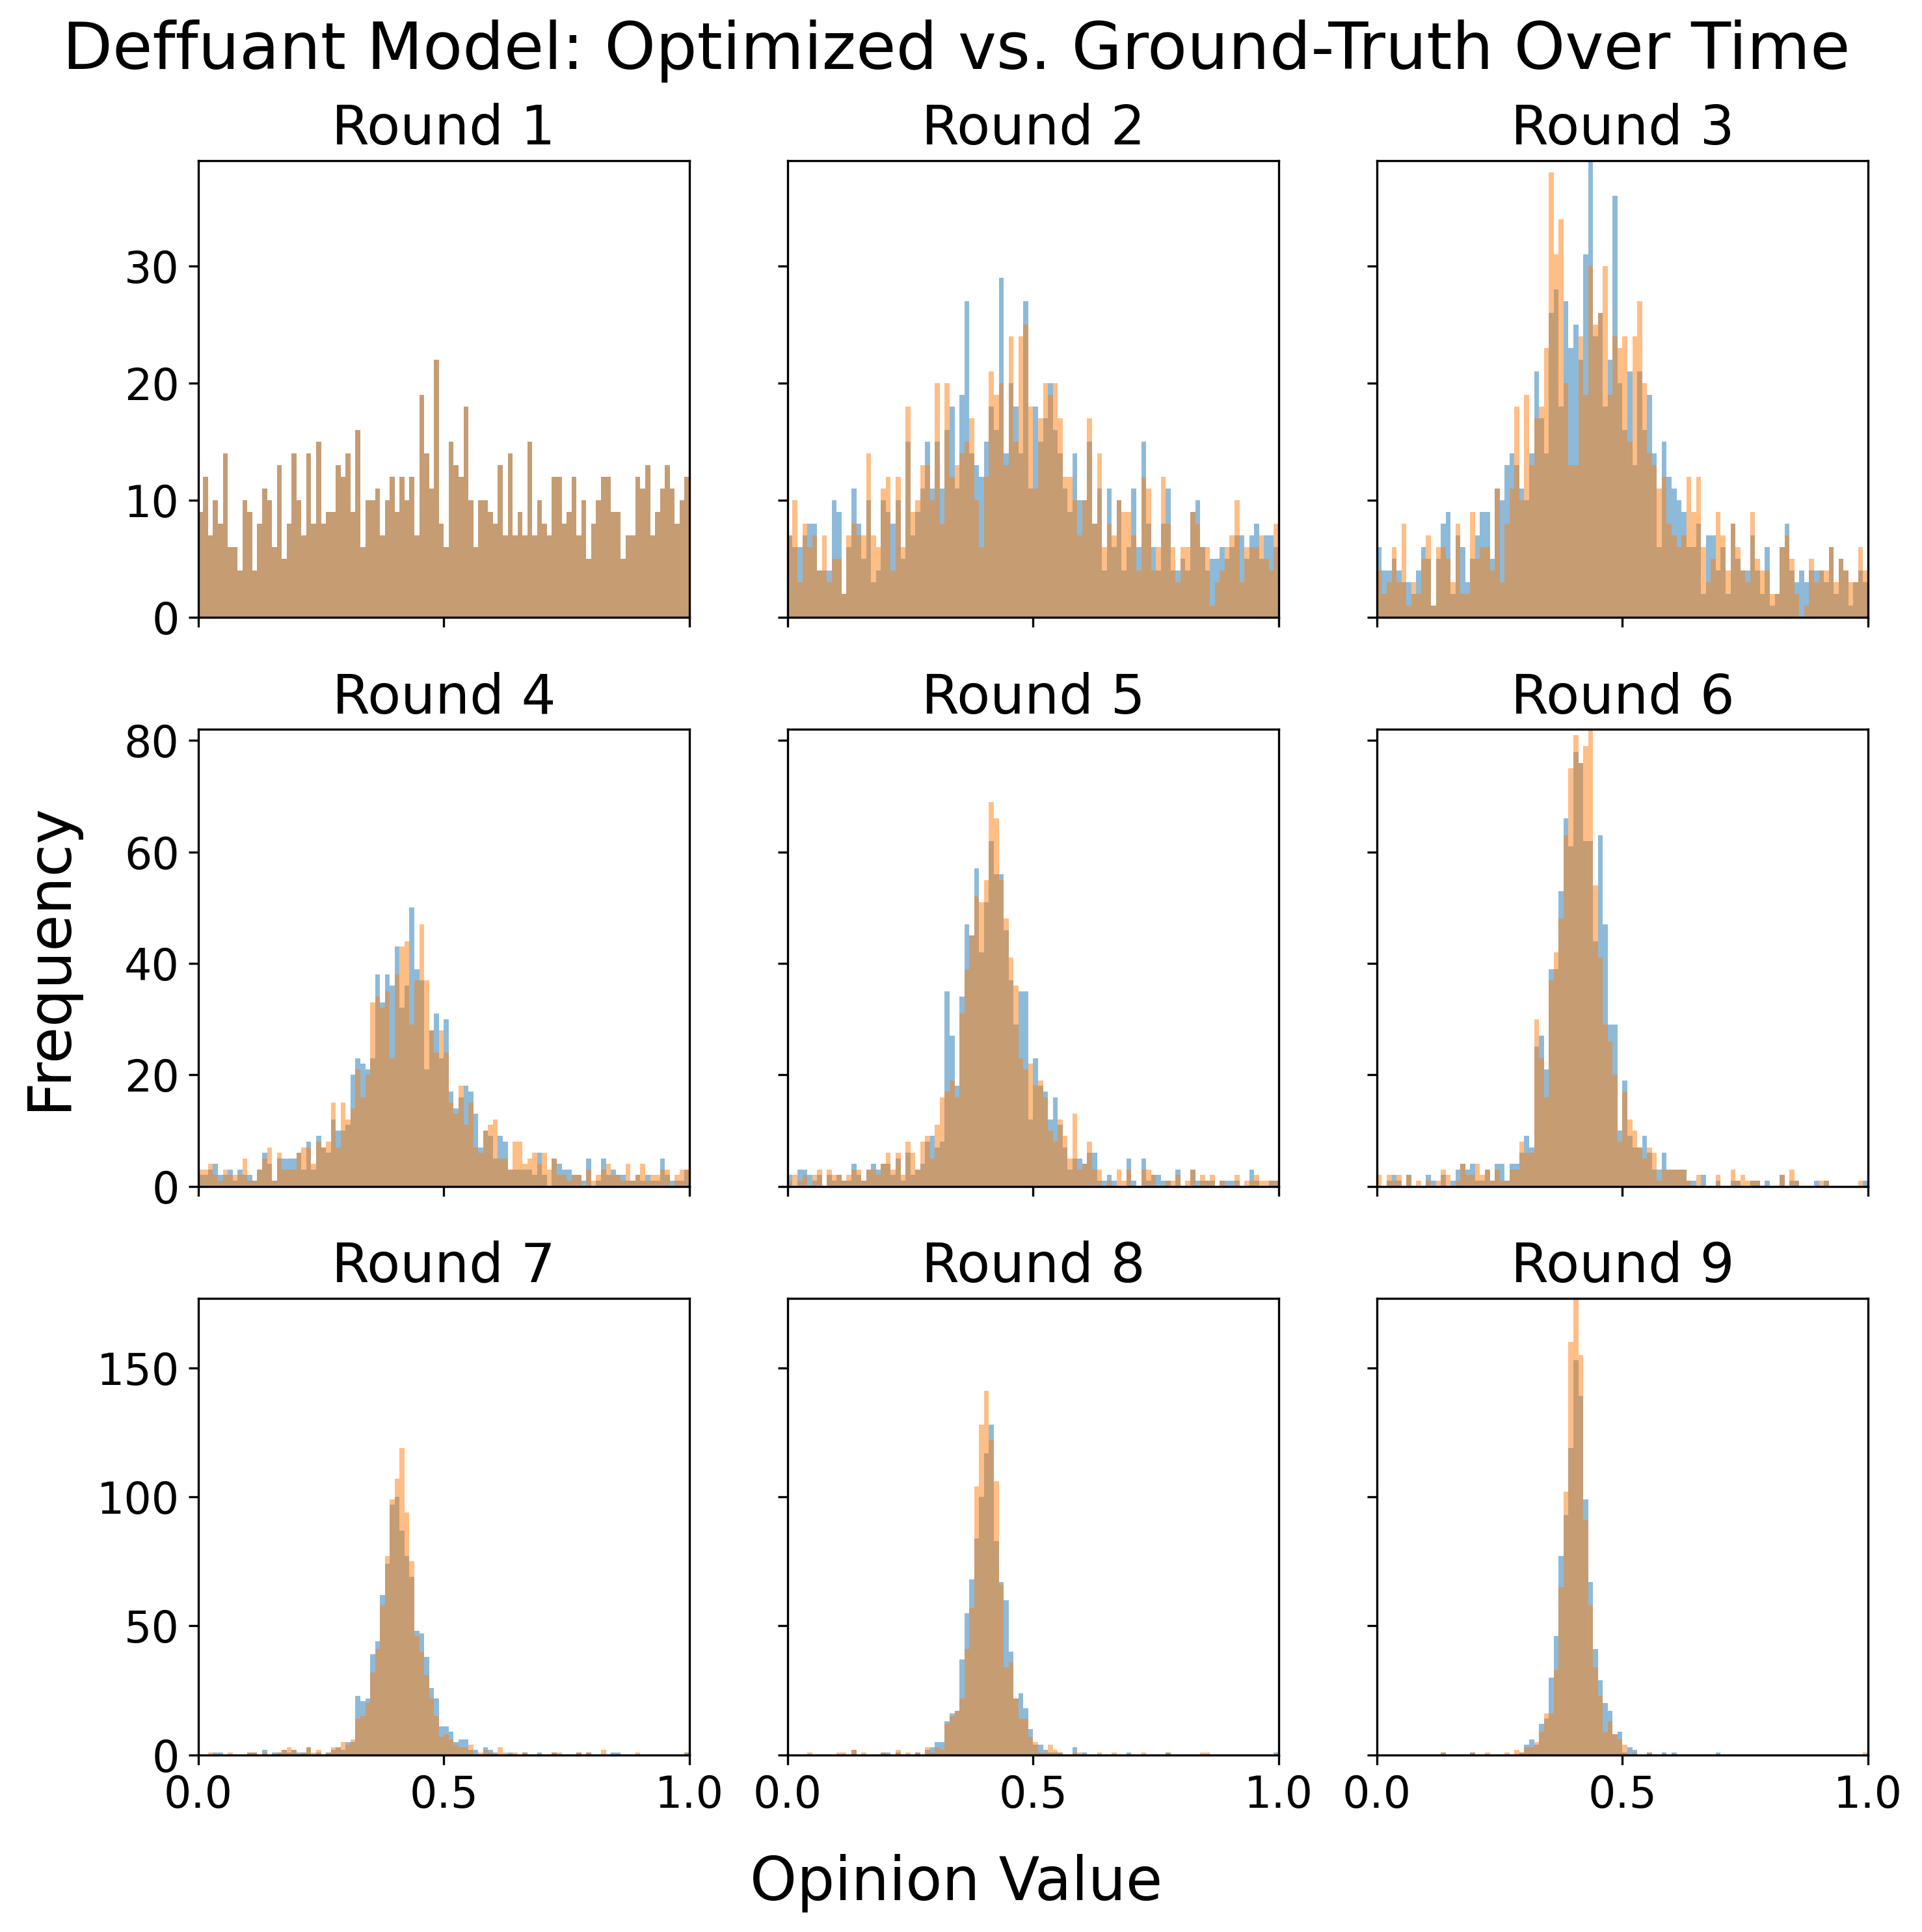 Deffuant Model: Optimized vs. Ground-Truth Over Time
Round 1
Round 2
Round 3
30
20
10
0
Round 4
Round 5
Round 6
80
60
40
20
0
Frequency
Round 7
Round 8
Round 9
150
100
50
0
0.0 0.5 1.0
0.0 0.5 1.0
0.0 0.5 1.0
Opinion Value